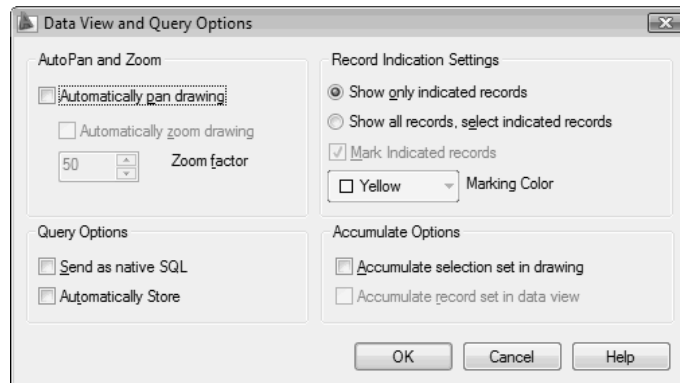 Data View and Query Options
AutoPan and Zoom
Automatically pan drawing
Automatically zoom drawing
50
Zoom factor
Record Indication Settings
Show only indicated records
Show all records, select indicated records
Mark Indicated records
Yellow
Marking Color
Query Options
Send as native SQL
Automatically Store
Accumulate Options
Accumulate selection set in drawing
Accumulate record set in data view
OK
Cancel
Help